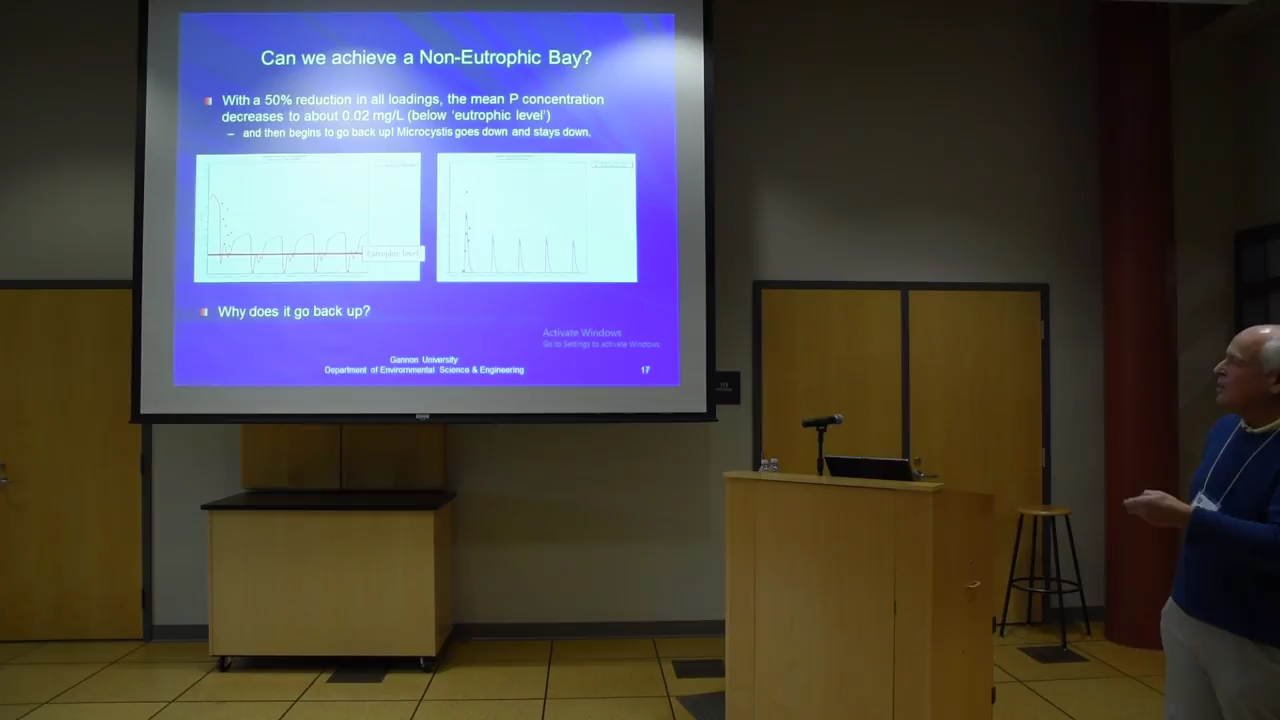 Can we achieve a Non-Eutrophic Bay?
With a 50% reduction in all loadings, the mean P concentration
decreases to about 0.02 mg/L (below 'eutrophic level')
– and then begins to go back up! Microcystis goes down and stays down.
Eutrophic level
Why does it go back up?
Activate Windows
Go to Settings to activate Windows.
Gannon University
Department of Environmental Science & Engineering
17